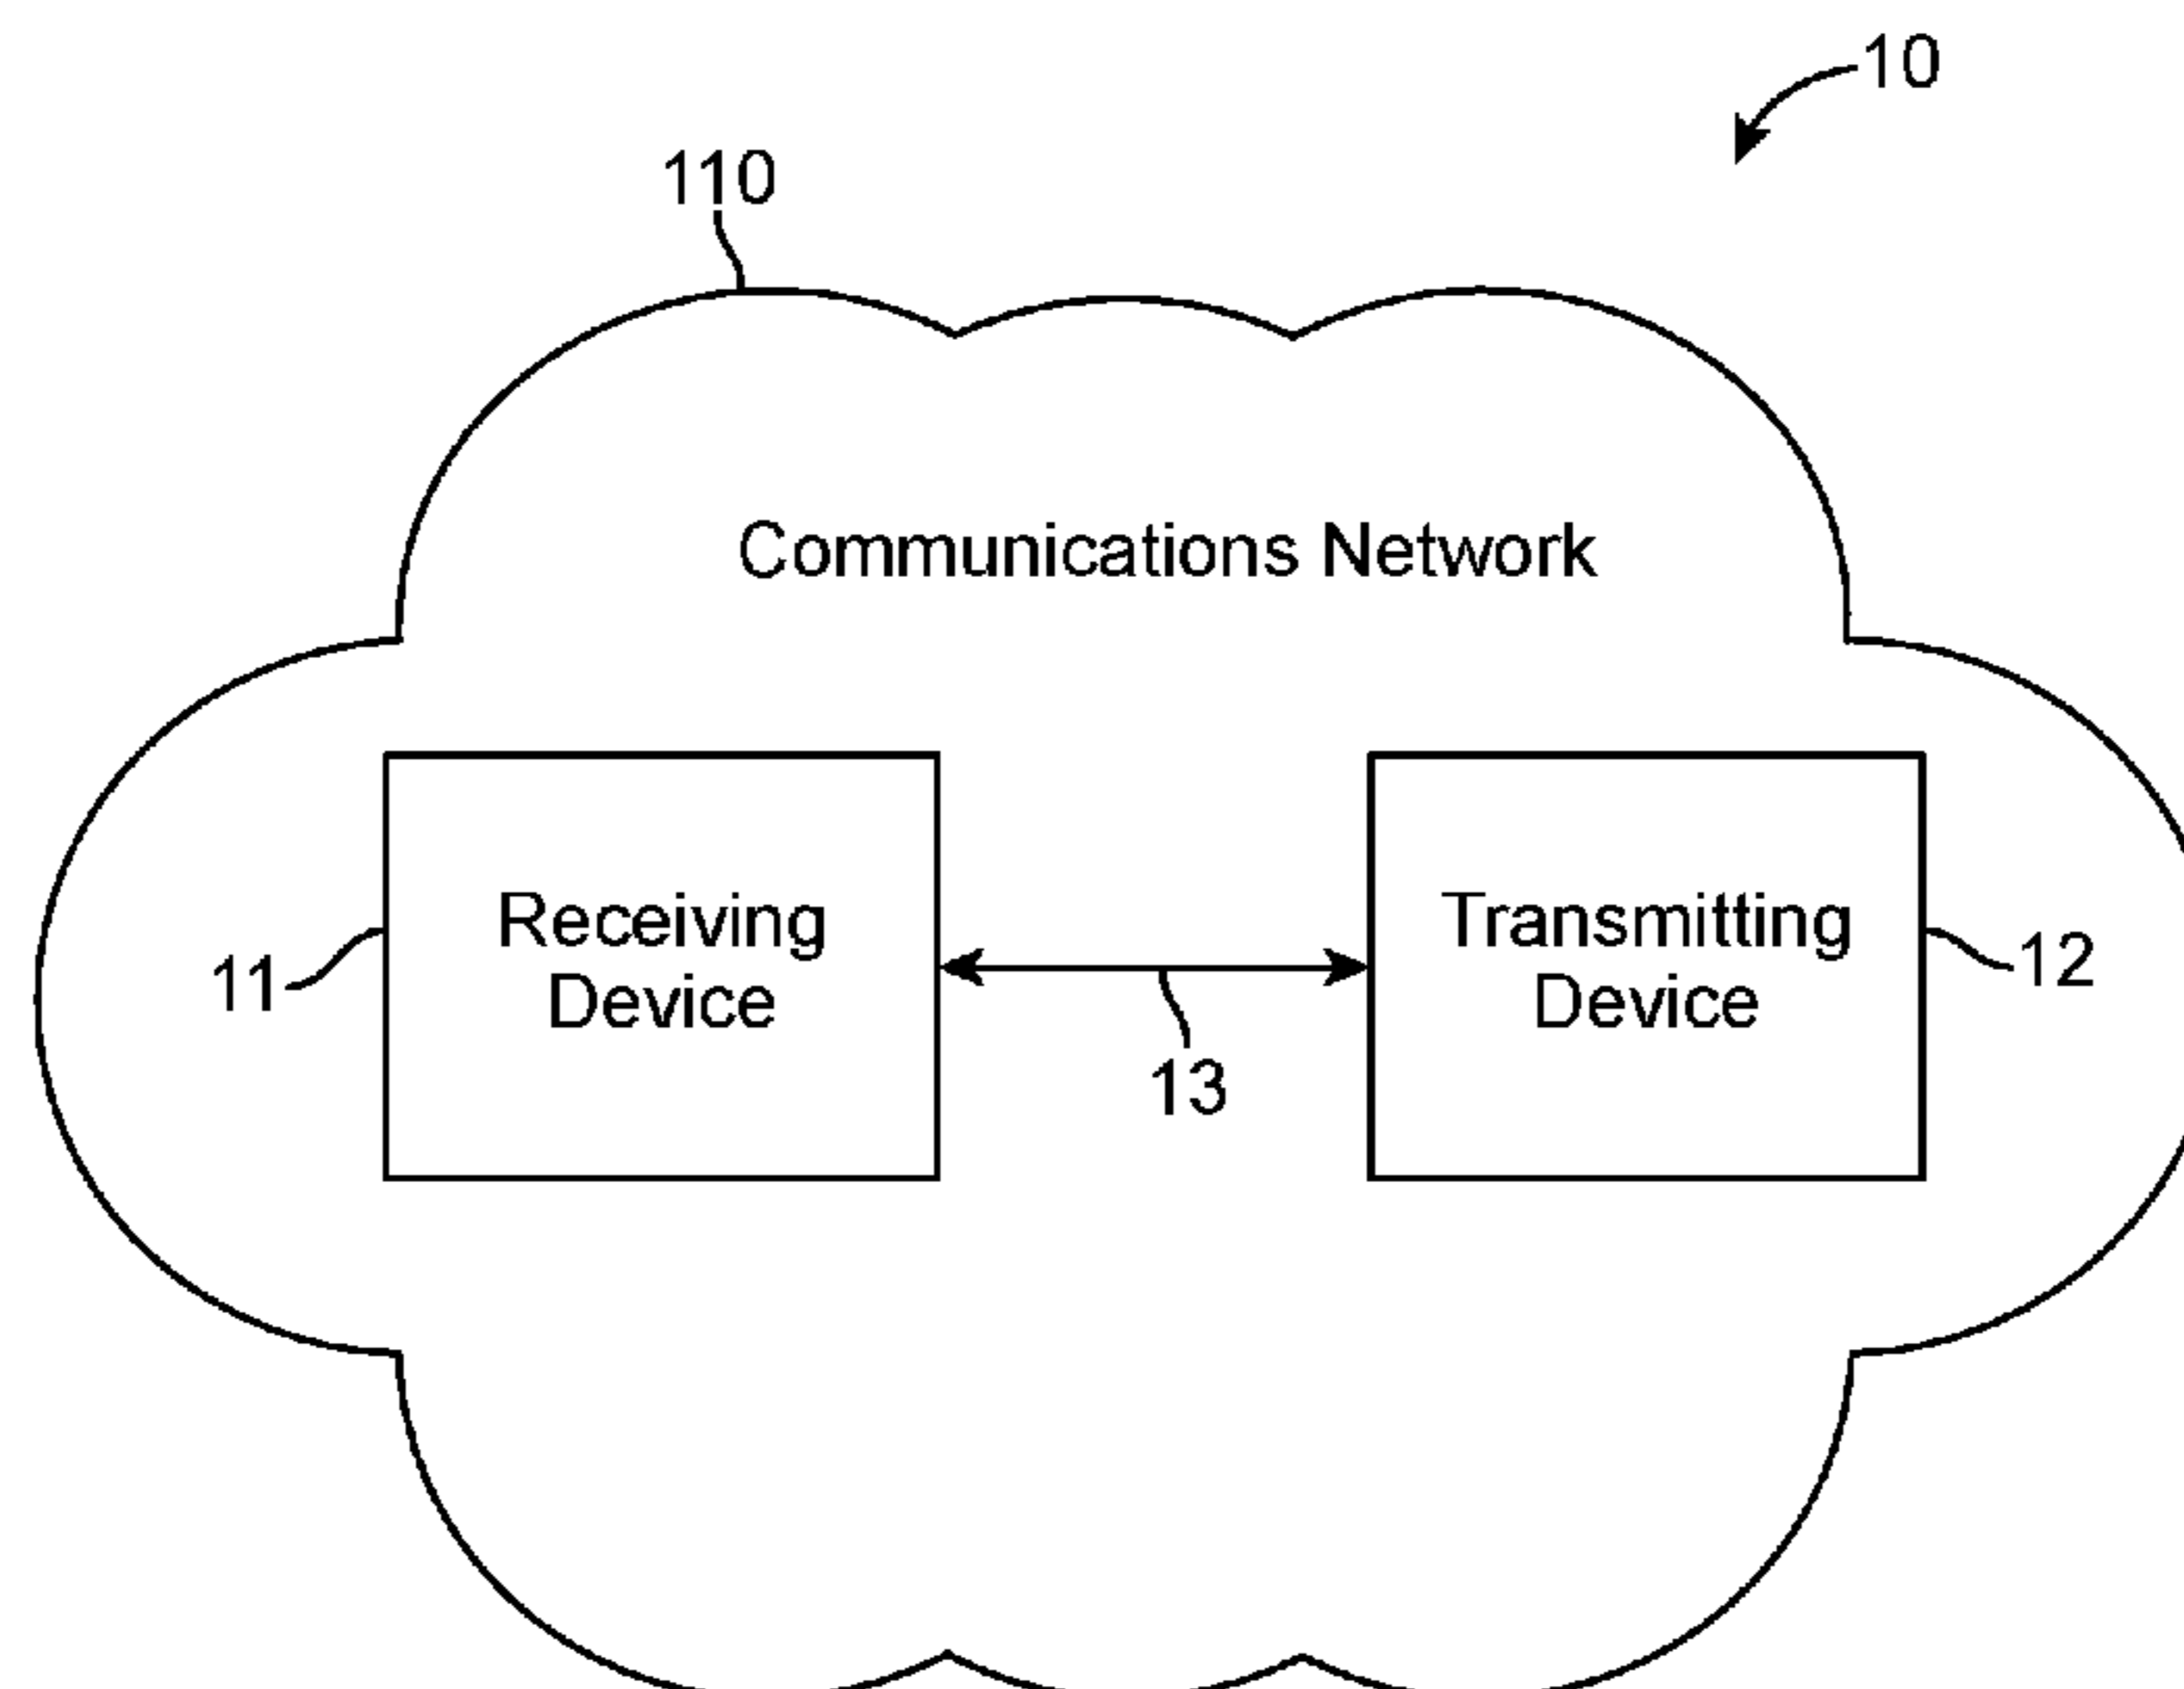 10
110
Communications Network
Receiving
Device
Transmitting
Device
11
12
13